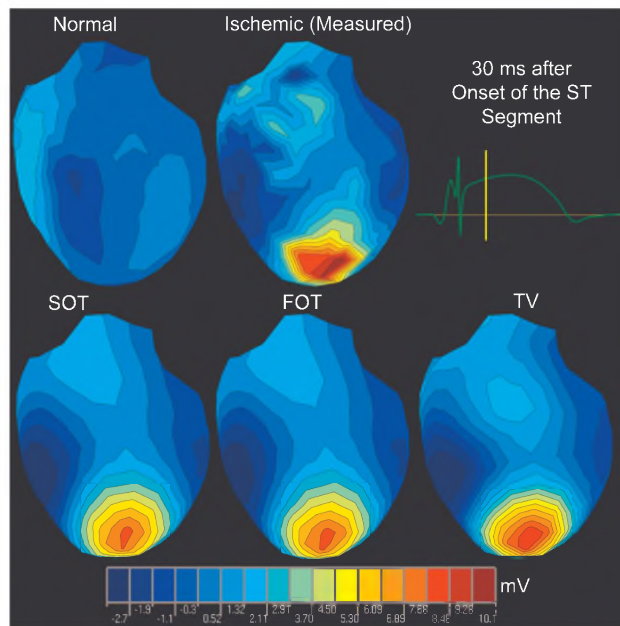 Normal
Ischemic (Measured)
30 ms after
Onset of the ST
Segment
SOT
FOT
TV
mV
-2.7 -1.9 -1.1 -0.3 0.52 1.32 2.11 2.91 3.70 4.50 5.30 6.09 6.89 7.68 8.48 9.28 10.1